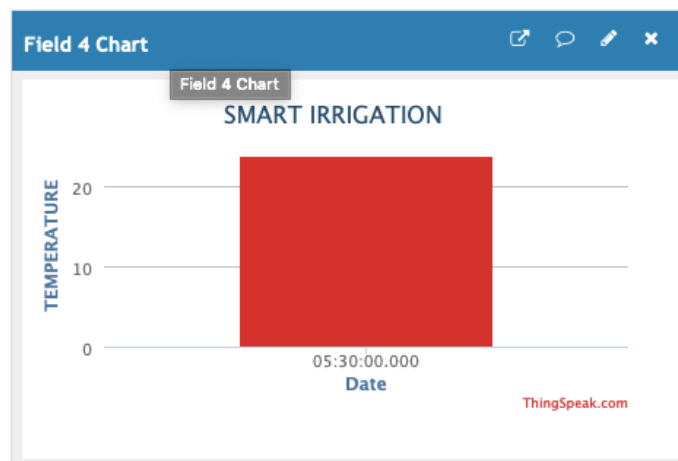 Field 4 Chart
Field 4 Chart
SMART IRRIGATION
TEMPERATURE
20
10
0
05:30:00.000
Date
ThingSpeak.com